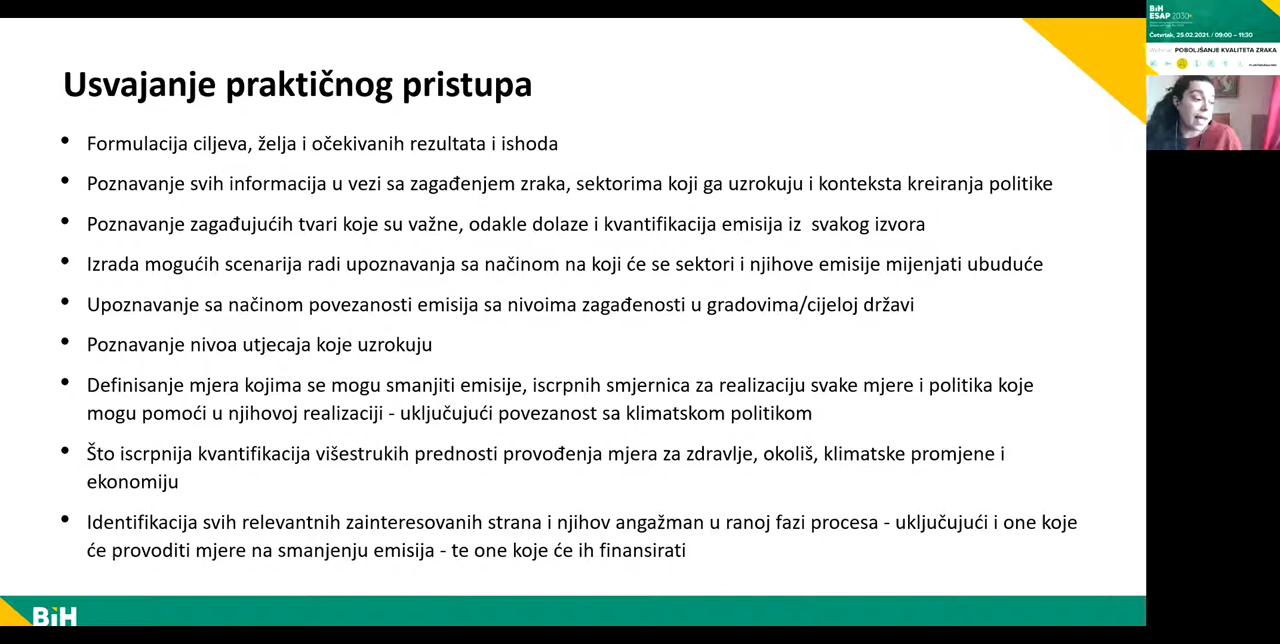 Usvajanje praktičnog pristupa
• Formulacija ciljeva, želja i očekivanih rezultata i ishoda
• Poznavanje svih informacija u vezi sa zagađenjem zraka, sektorima koji ga uzrokuju i konteksta kreiranja politike
• Poznavanje zagađujućih tvari koje su važne, odakle dolaze i kvantifikacija emisija iz svakog izvora
• Izrada mogućih scenarija radi upoznavanja sa načinom na koji će se sektori i njihove emisije mijenjati ubuduće
• Upoznavanje sa načinom povezanosti emisija sa nivoima zagađenosti u gradovima/cijeloj državi
• Poznavanje nivoa utjecaja koje uzrokuju
• Definisanje mjera kojima se mogu smanjiti emisije, iscrpnih smjernica za realizaciju svake mjere i politika koje
mogu pomoći u njihovoj realizaciji - uključujući povezanost sa klimatskom politikom
• Što iscrpnija kvantifikacija višestrukih prednosti provođenja mjera za zdravlje, okoliš, klimatske promjene i
ekonomiju
• Identifikacija svih relevantnih zainteresovanih strana i njihov angažman u ranoj fazi procesa - uključujući i one koje
će provoditi mjere na smanjenju emisija - te one koje će ih finansirati
BiH
BiH
ESAP 2030+
Četvrtak, 25.02.2021. / 09:00 – 11:30
Webinar: POBOLJŠANJE KVALITETA ZRAKA